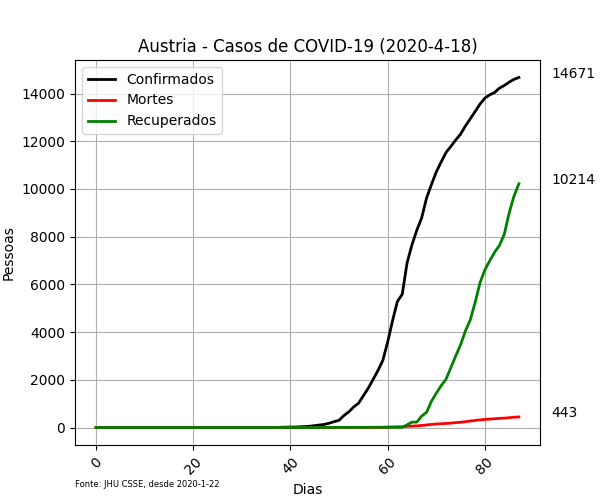 Austria - Casos de COVID-19 (2020-4-18)
Confirmados
Mortes
Recuperados
14671
10214
443
Pessoas
14000
12000
10000
8000
6000
4000
2000
0
0
20
40
60
80
Dias
Fonte: JHU CSSE, desde 2020-1-22